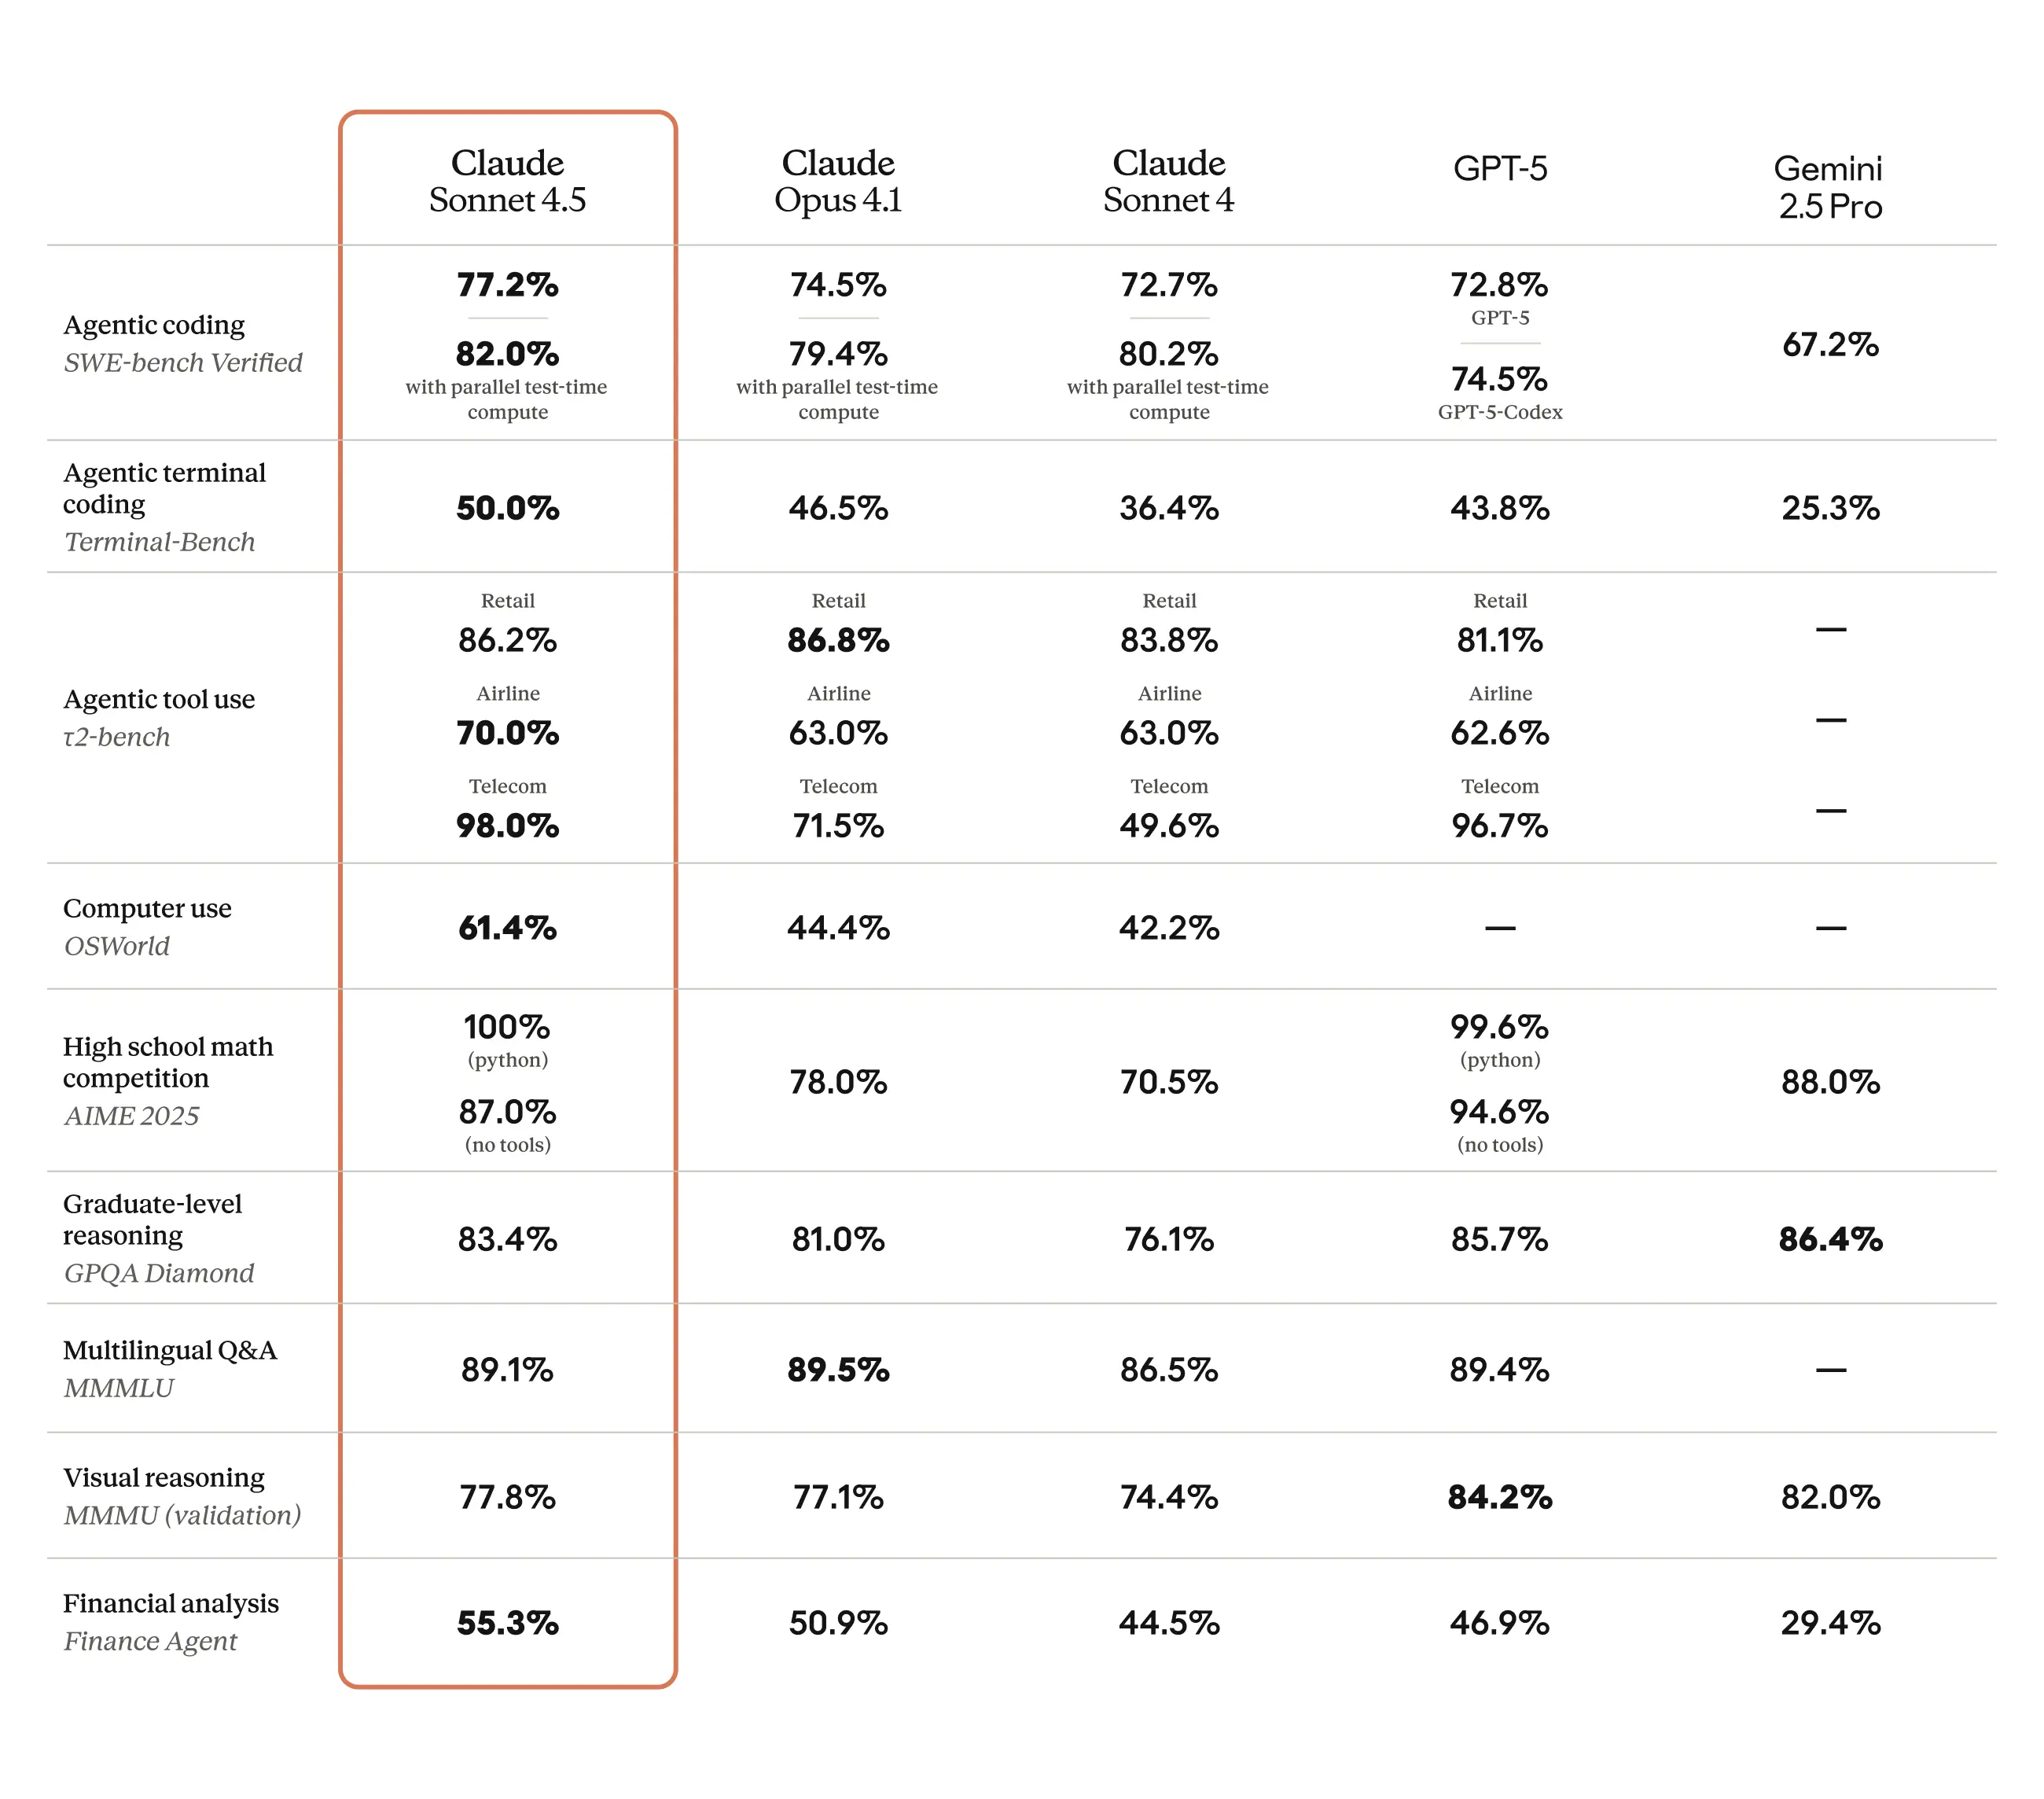 Claude
Sonnet 4.5
Claude
Opus 4.1
Claude
Sonnet 4
GPT-5
Gemini
2.5 Pro
Agentic coding
SWE-bench Verified
77.2%
82.0%
with parallel test-time
compute
74.5%
79.4%
with parallel test-time
compute
72.7%
80.2%
with parallel test-time
compute
72.8%
GPT-5
74.5%
GPT-5-Codex
67.2%
Agentic terminal
coding
Terminal-Bench
50.0%
46.5%
36.4%
43.8%
25.3%
Agentic tool use
τ2-bench
Retail
86.2%
Airline
70.0%
Telecom
98.0%
Retail
86.8%
Airline
63.0%
Telecom
71.5%
Retail
83.8%
Airline
63.0%
Telecom
49.6%
Retail
81.1%
Airline
62.6%
Telecom
96.7%
—
—
—
Computer use
OSWorld
61.4%
44.4%
42.2%
—
—
High school math
competition
AIME 2025
100%
(python)
87.0%
(no tools)
78.0%
70.5%
99.6%
(python)
94.6%
(no tools)
88.0%
Graduate-level
reasoning
GPQA Diamond
83.4%
81.0%
76.1%
85.7%
86.4%
Multilingual Q&A
MMMLU
89.1%
89.5%
86.5%
89.4%
—
Visual reasoning
MMMU (validation)
77.8%
77.1%
74.4%
84.2%
82.0%
Financial analysis
Finance Agent
55.3%
50.9%
44.5%
46.9%
29.4%